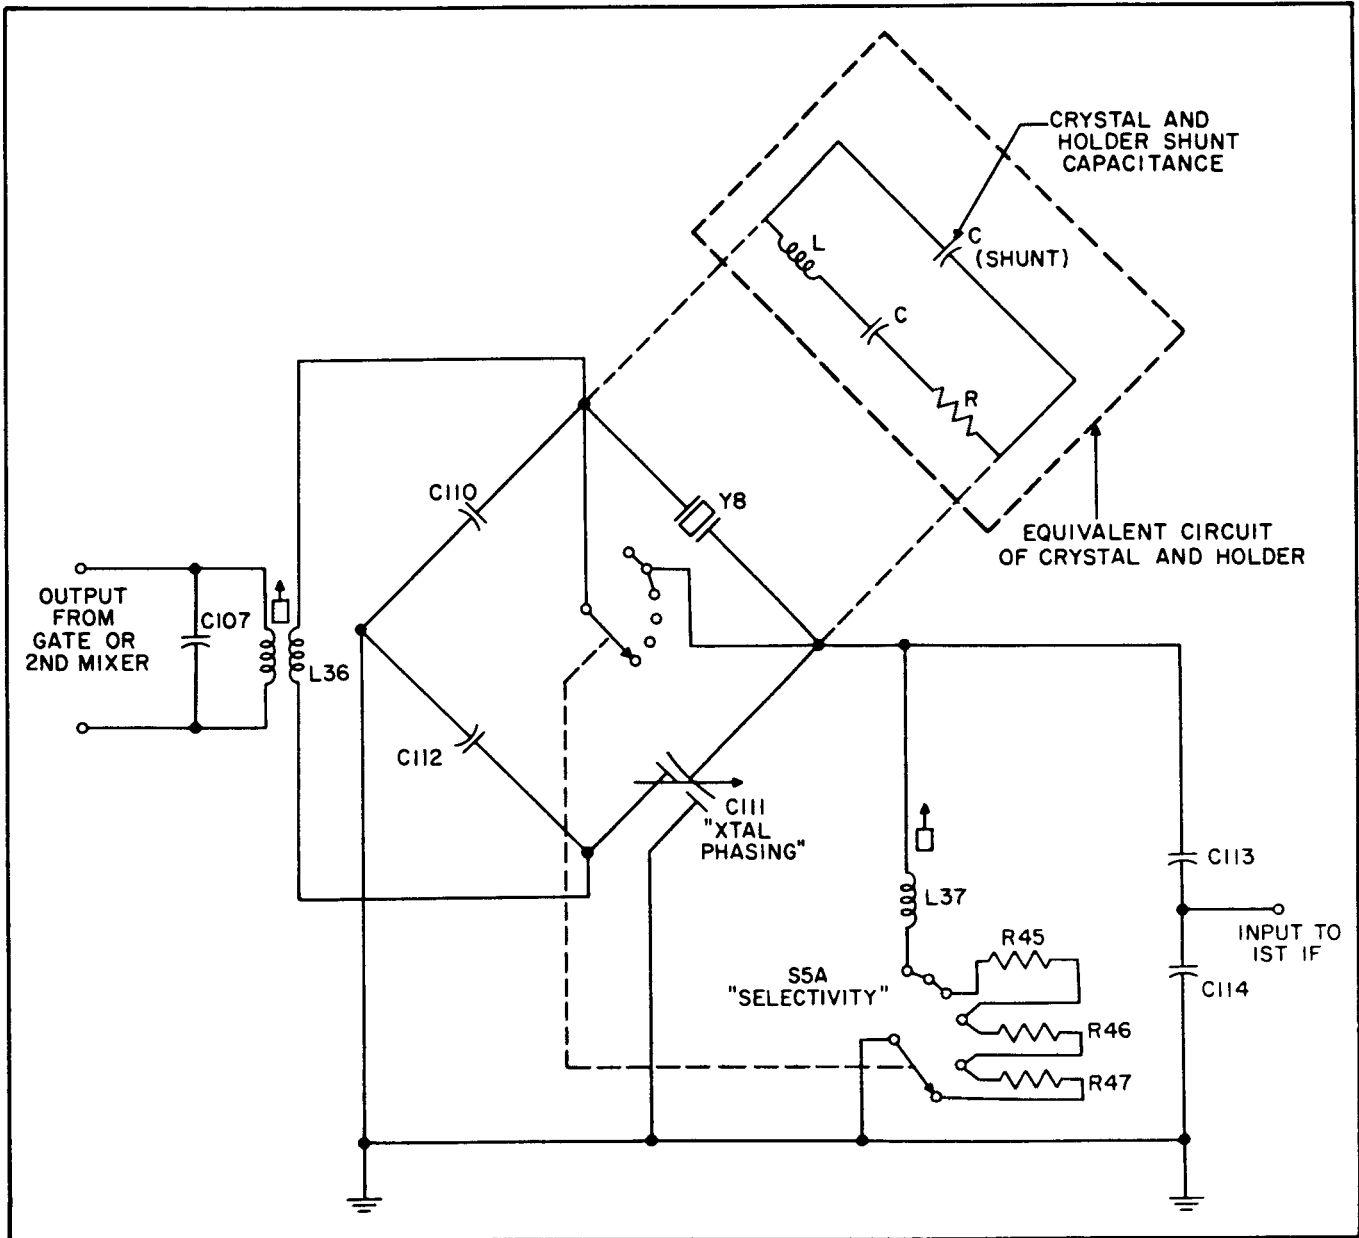 CRYSTAL AND
HOLDER SHUNT
CAPACITANCE
C
(SHUNT)
L
C
R
EQUIVALENT CIRCUIT
OF CRYSTAL AND HOLDER
C110
Y8
OUTPUT
FROM
GATE OR
2ND MIXER
C107
L36
C112
C111
"XTAL
PHASING"
L37
C113
INPUT TO
1ST IF
C114
S5A
"SELECTIVITY"
R45
R46
R47